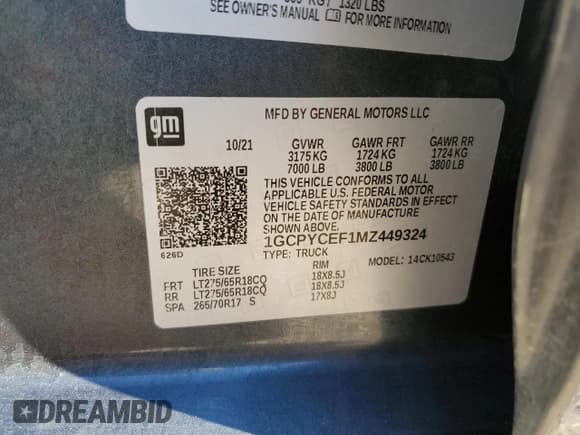 KG 1320 LBS
SEE OWNER'S MANUAL FOR MORE INFORMATION
gm
MFD BY GENERAL MOTORS LLC
10/21 GVWR GAWR FRT GAWR RR
3175 KG 1724 KG 1724 KG
7000 LB 3800 LB 3800 LB
THIS VEHICLE CONFORMS TO ALL
APPLICABLE U.S. FEDERAL MOTOR
VEHICLE SAFETY STANDARDS IN EFFECT
ON THE DATE OF MANUFACTURE
SHOWN ABOVE.
1GCPYCEF1MZ449324
626D
TYPE: TRUCK MODEL: 14CK10543
TIRE SIZE RIM
FRT LT275/65R18CQ 18X8.5J
RR LT275/65R18CQ 18X8.5J
SPA 265/70R17 S 17X8J
DREAMBID